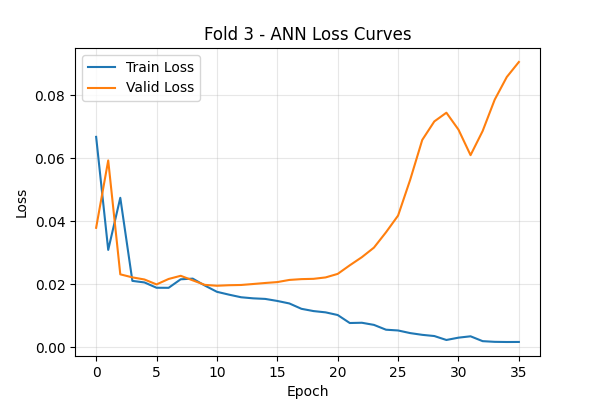 Fold 3 - ANN Loss Curves
Train Loss
Valid Loss
0.08
0.06
0.04
0.02
0.00
Loss
0 5 10 15 20 25 30 35
Epoch